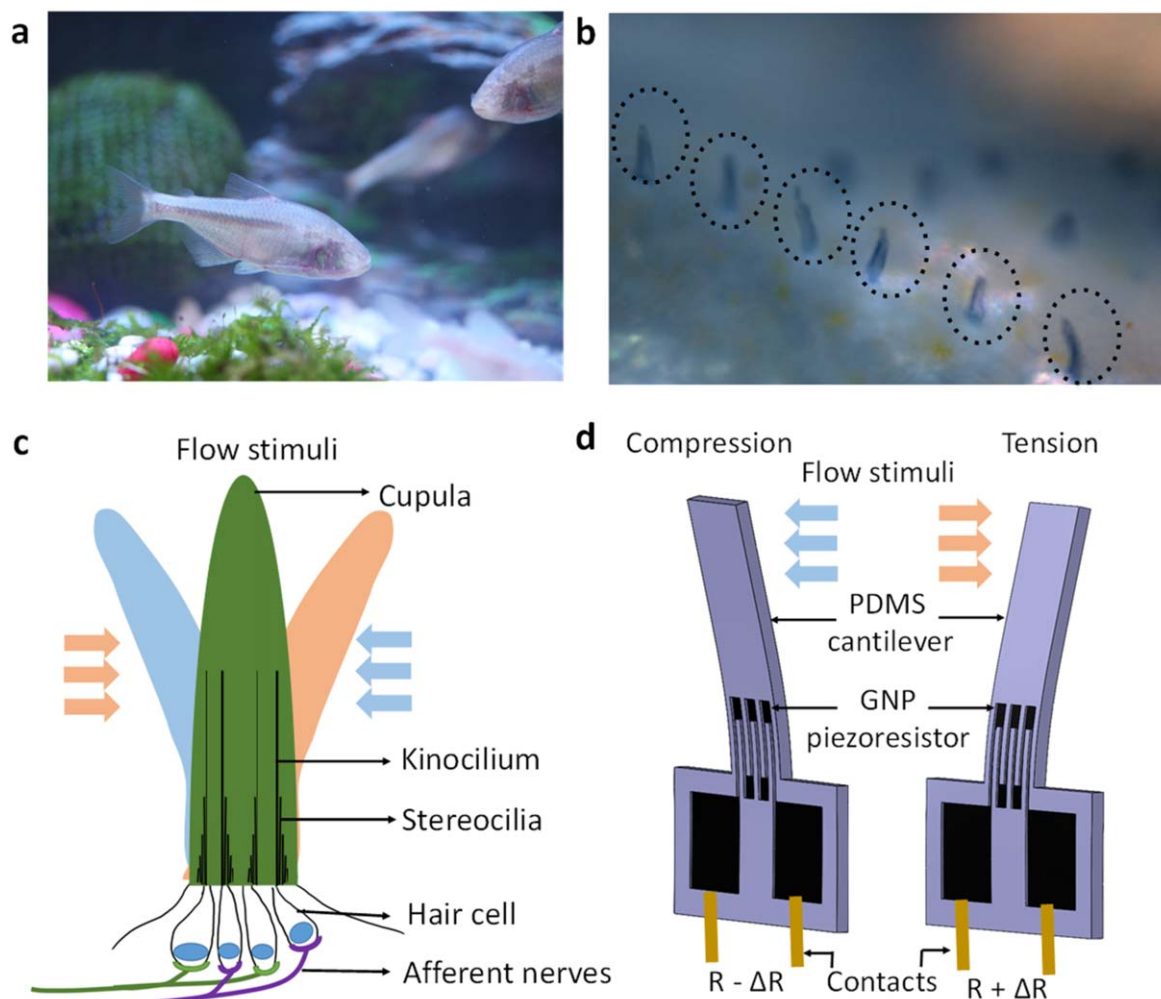 a
b
c
Flow stimuli
Cupula
Kinocilium
Stereocilia
Hair cell
Afferent nerves
d
Compression
Tension
Flow stimuli
PDMS
cantilever
GNP
piezoresistor
Contacts
R - ΔR
R + ΔR